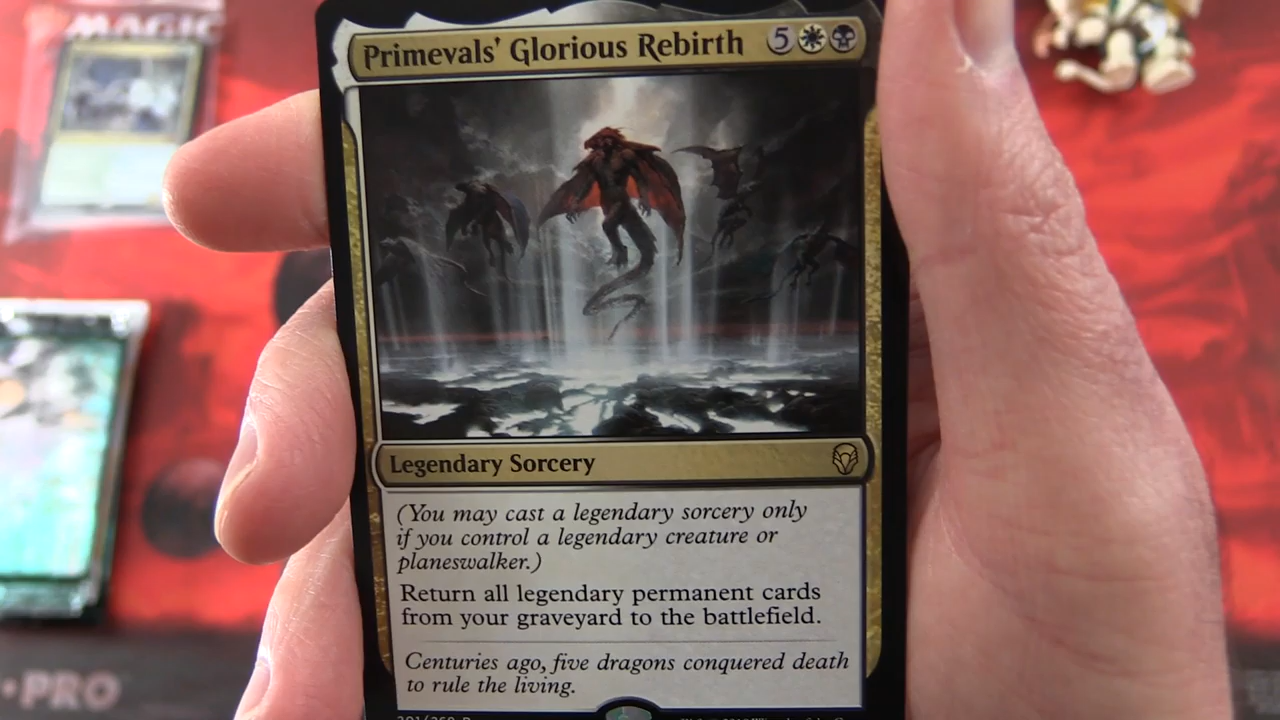 MAGIC
Primevals' Glorious Rebirth 5
Legendary Sorcery
(You may cast a legendary sorcery only
if you control a legendary creature or
planeswalker.)
Return all legendary permanent cards
from your graveyard to the battlefield.
Centuries ago, five dragons conquered death
to rule the living.
PRO